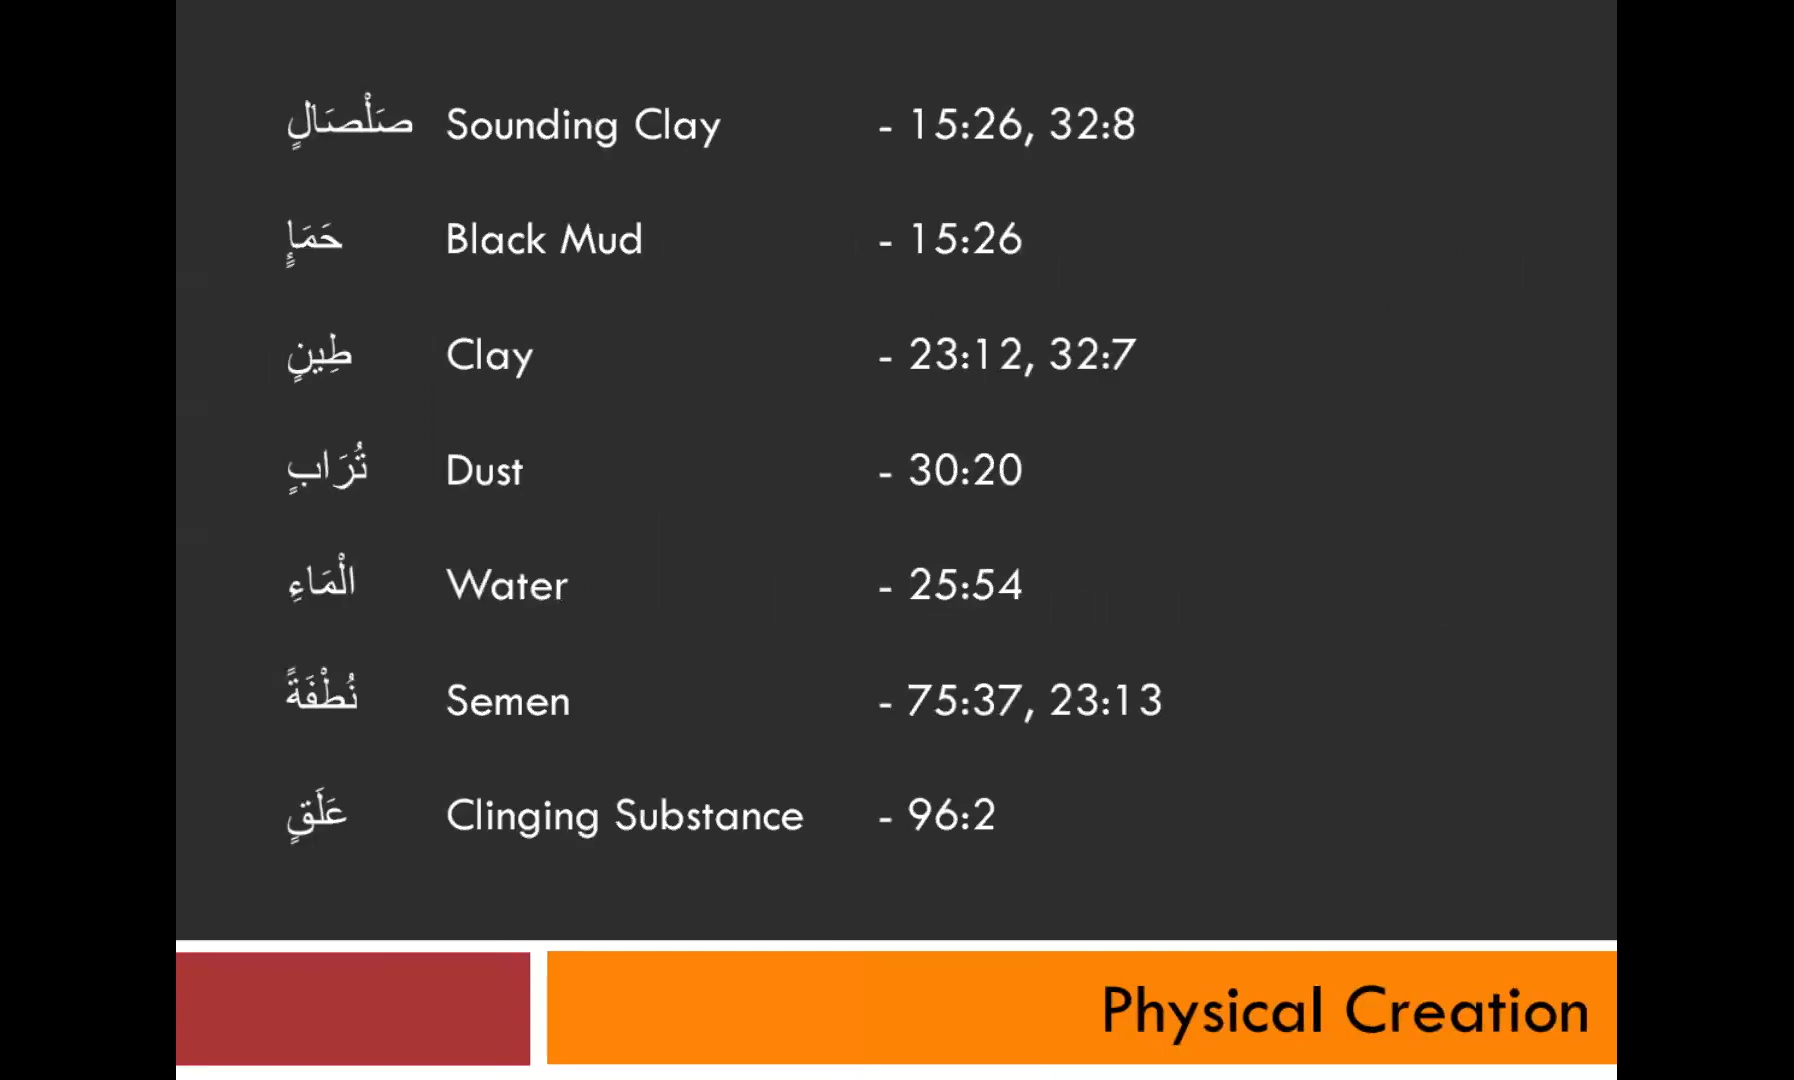 صَلْصَالٍ Sounding Clay - 15:26, 32:8
حَمَإٍ Black Mud - 15:26
طِينٍ Clay - 23:12, 32:7
تُرَابٍ Dust - 30:20
الْمَاءِ Water - 25:54
نُطْفَةً Semen - 75:37, 23:13
عَلَقٍ Clinging Substance - 96:2
Physical Creation